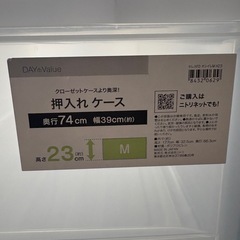 DAY&Value
クローゼットケースより奥深!
押入れ ケース
奥行74cm 幅39cm(約)
高さ23cm(約)
M
ご購入は
ニトリネットでも!